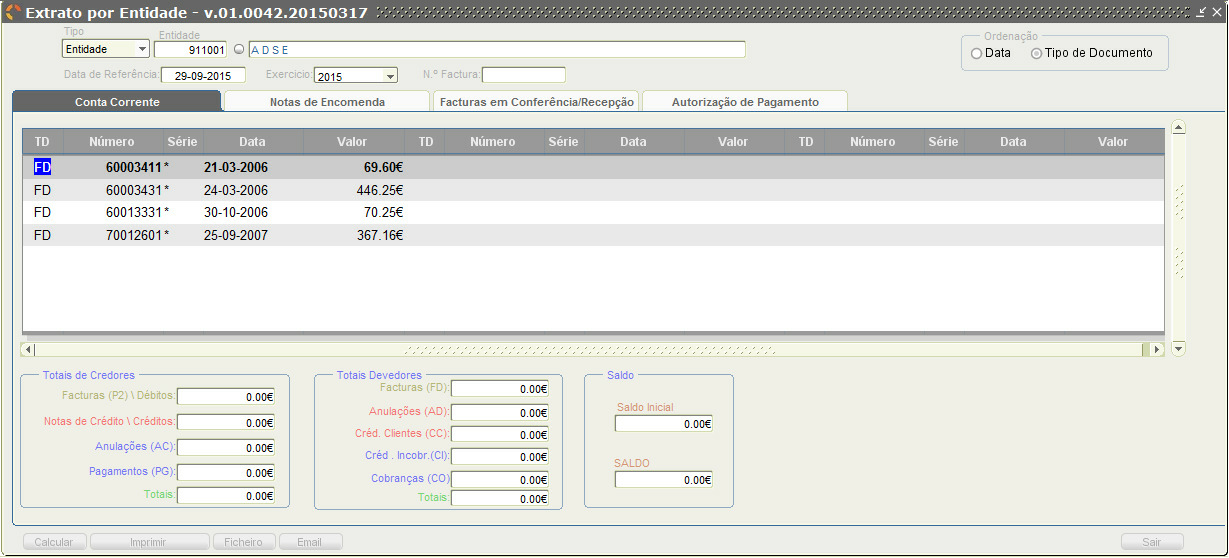 Extrato por Entidade - v.01.0042.20150317
Tipo Entidade Ordenação
Entidade 911001 A D S E Data Tipo de Documento
Data de Referência: 29-09-2015 Exercicio: 2015 N.º Factura:
Conta Corrente Notas de Encomenda Facturas em Conferência/Recepção Autorização de Pagamento
TD Número Série Data Valor TD Número Série Data Valor TD Número Série Data Valor
FD 60003411 * 21-03-2006 69.60€
FD 60003431 * 24-03-2006 446.25€
FD 60013331 * 30-10-2006 70.25€
FD 70012601 * 25-09-2007 367.16€
Totais de Credores
Facturas (P2) \ Débitos: 0.00€
Notas de Crédito \ Créditos: 0.00€
Anulações (AC): 0.00€
Pagamentos (PG): 0.00€
Totais: 0.00€
Totais Devedores
Facturas (FD): 0.00€
Anulações (AD): 0.00€
Créd. Clientes (CC): 0.00€
Créd . Incobr.(CI): 0.00€
Cobranças (CO) 0.00€
Totais: 0.00€
Saldo
Saldo Inicial
0.00€
SALDO
0.00€
Calcular Imprimir Ficheiro Email Sair